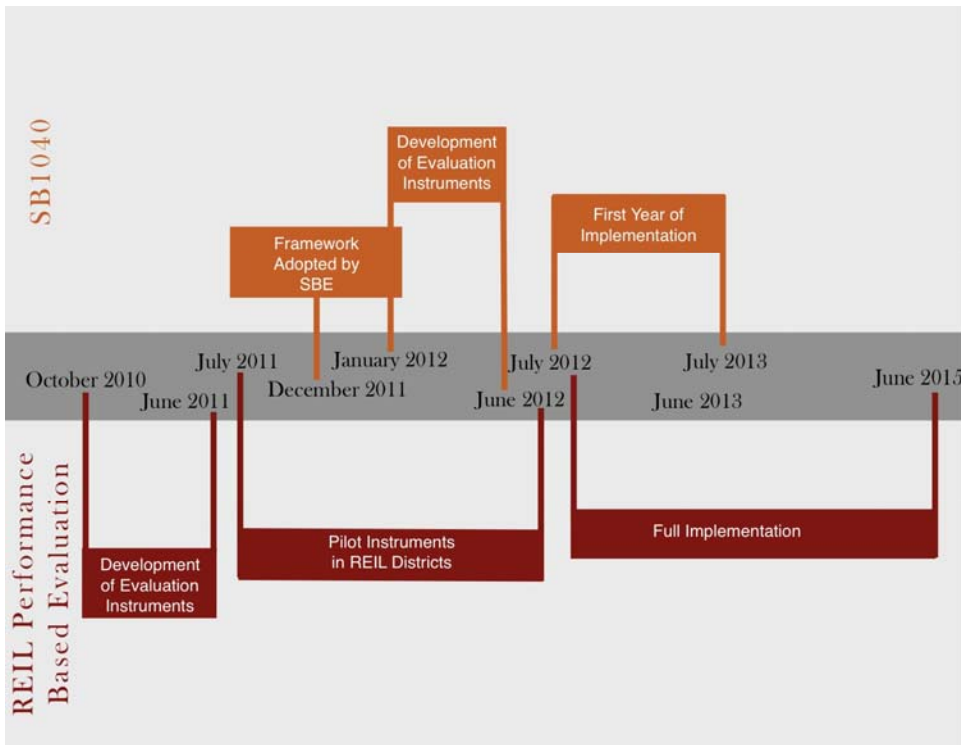 SB1040
Development
of Evaluation
Instruments
First Year of
Implementation
Framework
Adopted by
SBE
July 2011
January 2012
July 2012
July 2013
October 2010
December 2011
June 2015
June 2011
June 2012
June 2013
REIL Performance
Based Evaluation
Development
of Evaluation
Instruments
Pilot Instruments
in REIL Districts
Full Implementation